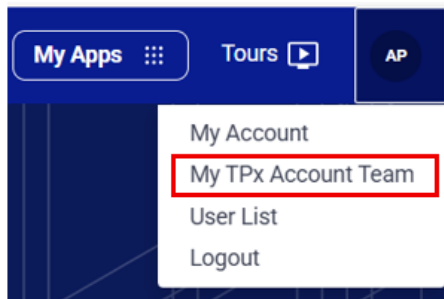 My Apps Tours AP
My Account
My TPx Account Team
User List
Logout